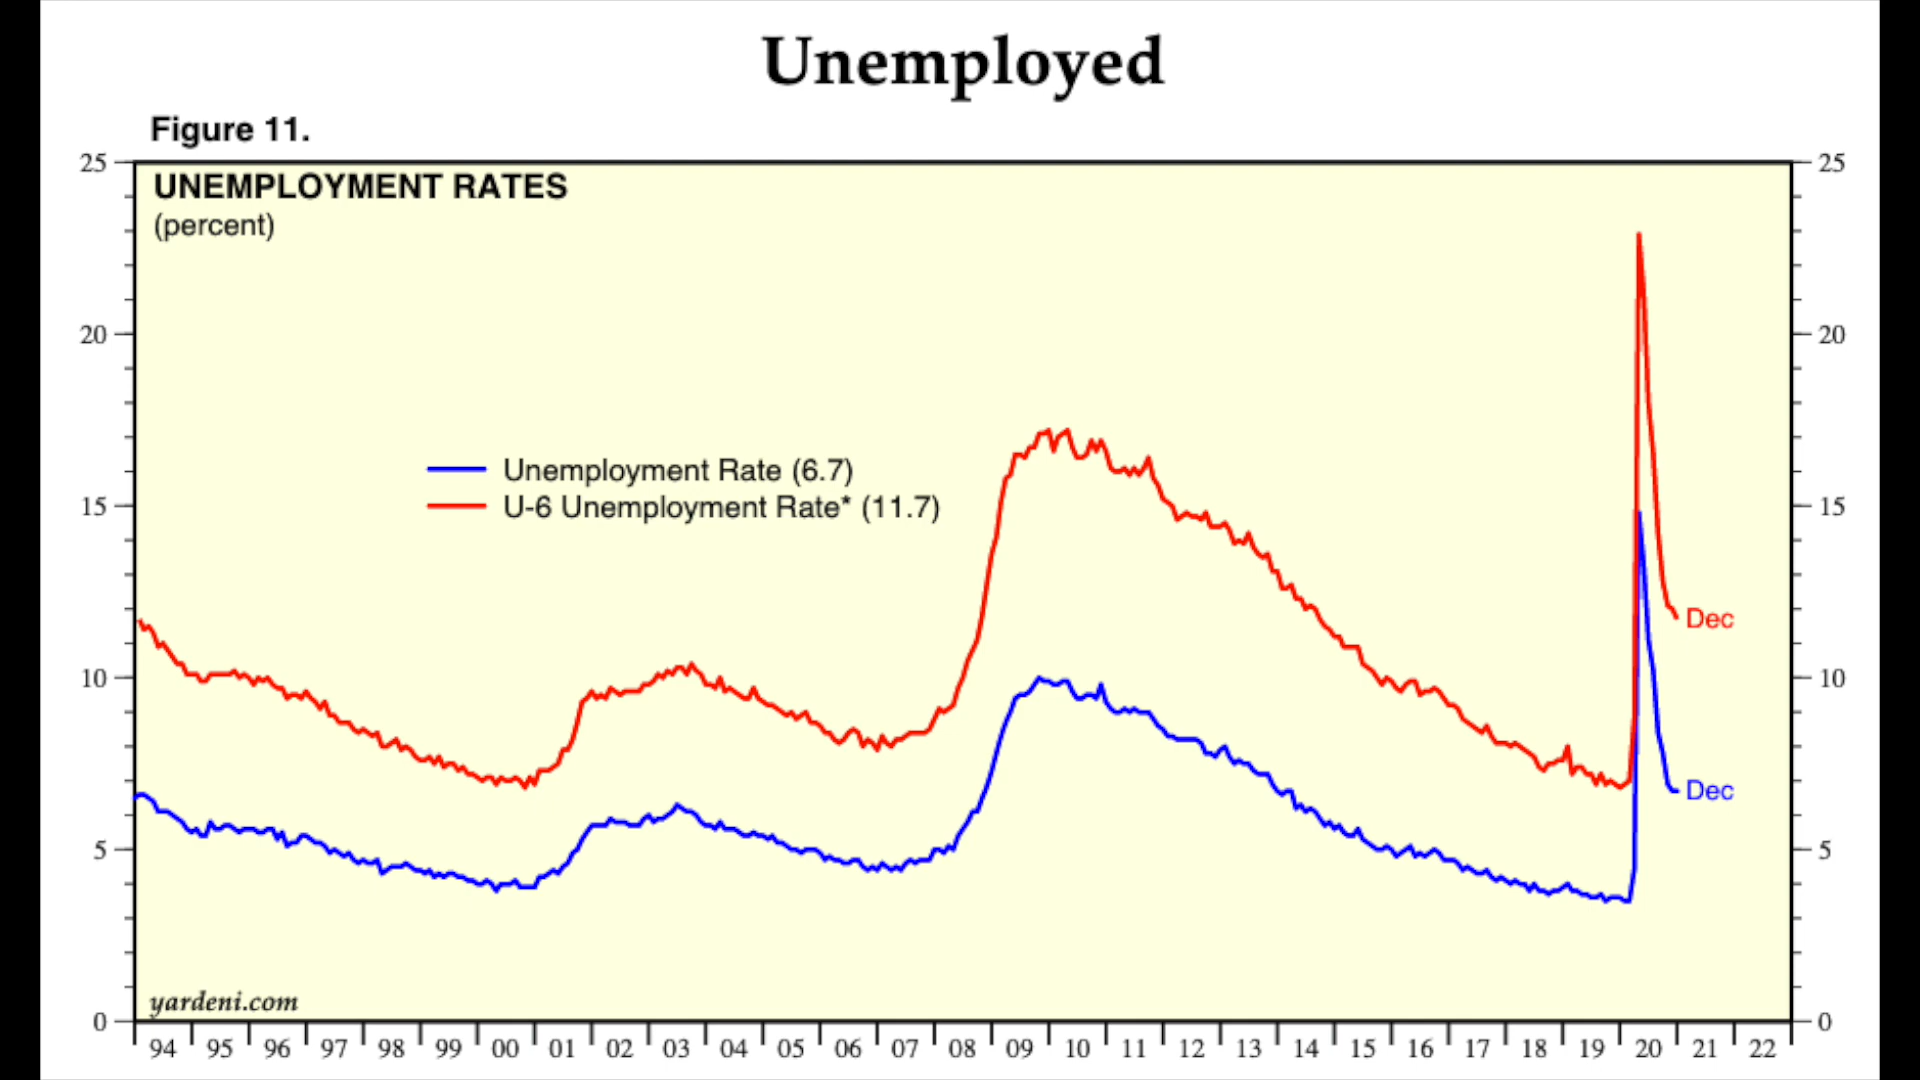 Unemployed
Figure 11.
UNEMPLOYMENT RATES
(percent)
25
20
15
10
5
0
25
20
15
10
5
0
Unemployment Rate (6.7)
U-6 Unemployment Rate* (11.7)
Dec
Dec
yardeni.com
94 95 96 97 98 99 00 01 02 03 04 05 06 07 08 09 10 11 12 13 14 15 16 17 18 19 20 21 22